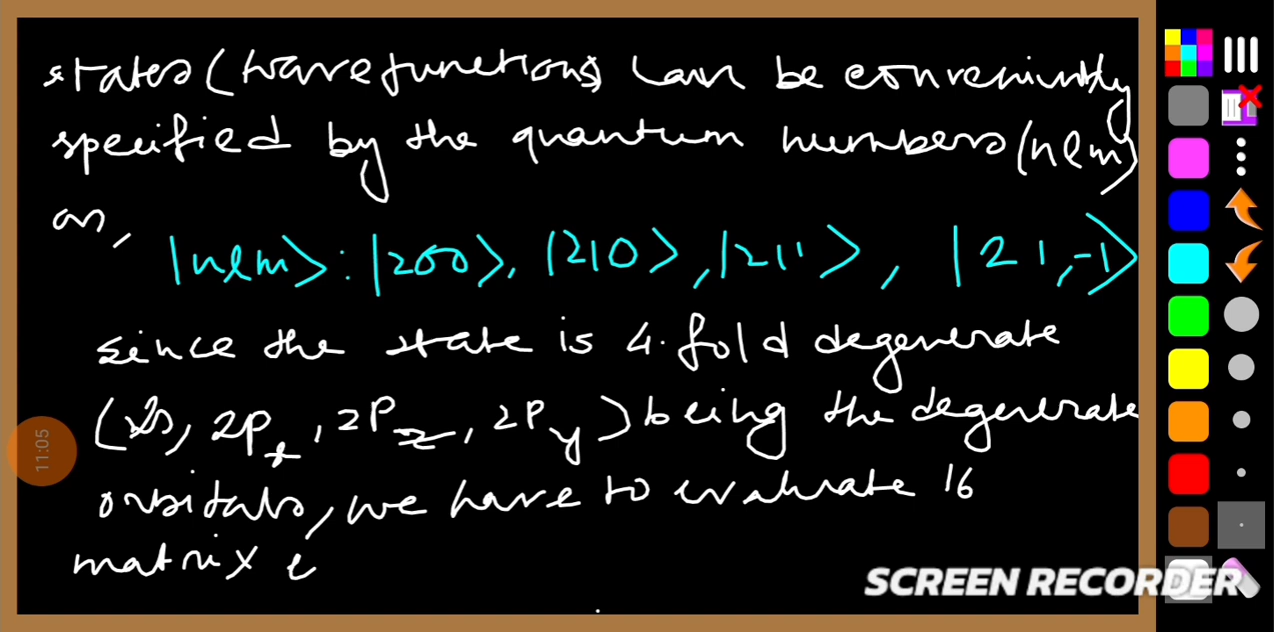 states (wavefunctions) can be conveniently
specified by the quantum numbers (nlm)
as,
|nlm>: |200>, |210>, |211>, |21,-1>
since the state is 4-fold degenerate
(2s, 2Px, 2Pz, 2Py) being the degenerate
orbitals, we have to evaluate 16
matrix e
11:05
SCREEN RECORDER